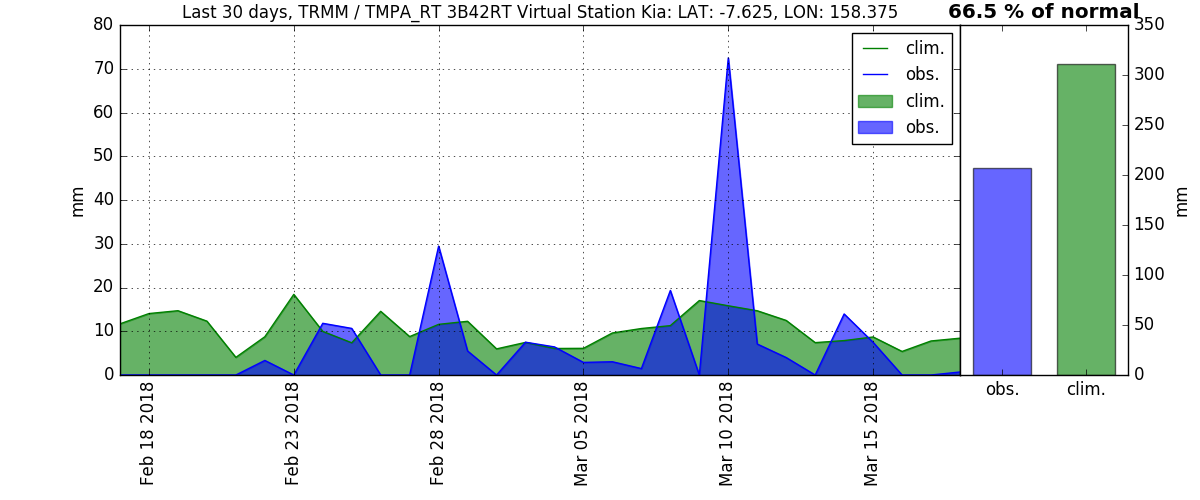 Last 30 days, TRMM / TMPA_RT 3B42RT Virtual Station Kia: LAT: -7.625, LON: 158.375
66.5 % of normal
80
70
60
50
40
30
20
10
0
mm
clim.
obs.
clim.
obs.
Feb 18 2018
Feb 23 2018
Feb 28 2018
Mar 05 2018
Mar 10 2018
Mar 15 2018
350
300
250
200
150
100
50
0
mm
obs.
clim.